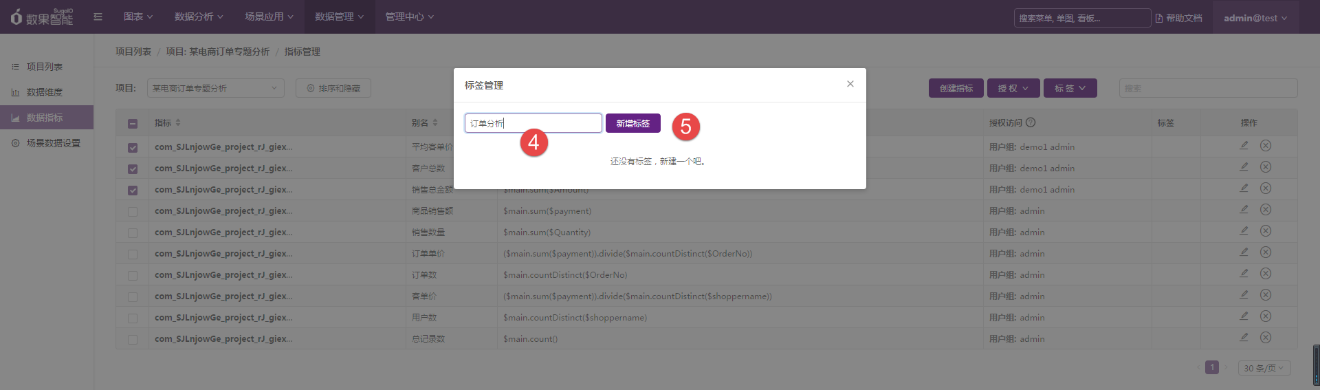 数果智能 SugoIO 图表 数据分析 场景应用 数据管理 管理中心 搜索菜单, 单图, 看板... 帮助文档 admin@test
项目列表 / 项目: 某电商订单专题分析 / 指标管理
项目列表
数据维度
数据指标
场景数据设置
项目: 某电商订单专题分析 排序和隐藏 创建指标 授 权 标 签 搜索
标签管理
订单分析 新建标签
4 5
还没有标签，新建一个吧。
指标 别名 授权访问 标签 操作
com_SJLnjowGe_project_rJ_giex... 平均客单价 用户组: demo1 admin
com_SJLnjowGe_project_rJ_giex... 客户总数 用户组: demo1 admin
com_SJLnjowGe_project_rJ_giex... 销售总金额 $main.sum($Amount) 用户组: demo1 admin
com_SJLnjowGe_project_rJ_giex... 商品销售额 $main.sum($payment) 用户组: admin
com_SJLnjowGe_project_rJ_giex... 销售数量 $main.sum($Quantity) 用户组: admin
com_SJLnjowGe_project_rJ_giex... 订单单价 ($main.sum($payment)).divide($main.countDistinct($OrderNo)) 用户组: admin
com_SJLnjowGe_project_rJ_giex... 订单数 $main.countDistinct($OrderNo) 用户组: admin
com_SJLnjowGe_project_rJ_giex... 客单价 ($main.sum($payment)).divide($main.countDistinct($shoppername)) 用户组: admin
com_SJLnjowGe_project_rJ_giex... 用户数 $main.countDistinct($shoppername) 用户组: admin
com_SJLnjowGe_project_rJ_giex... 总记录数 $main.count() 用户组: admin
1 30 条/页